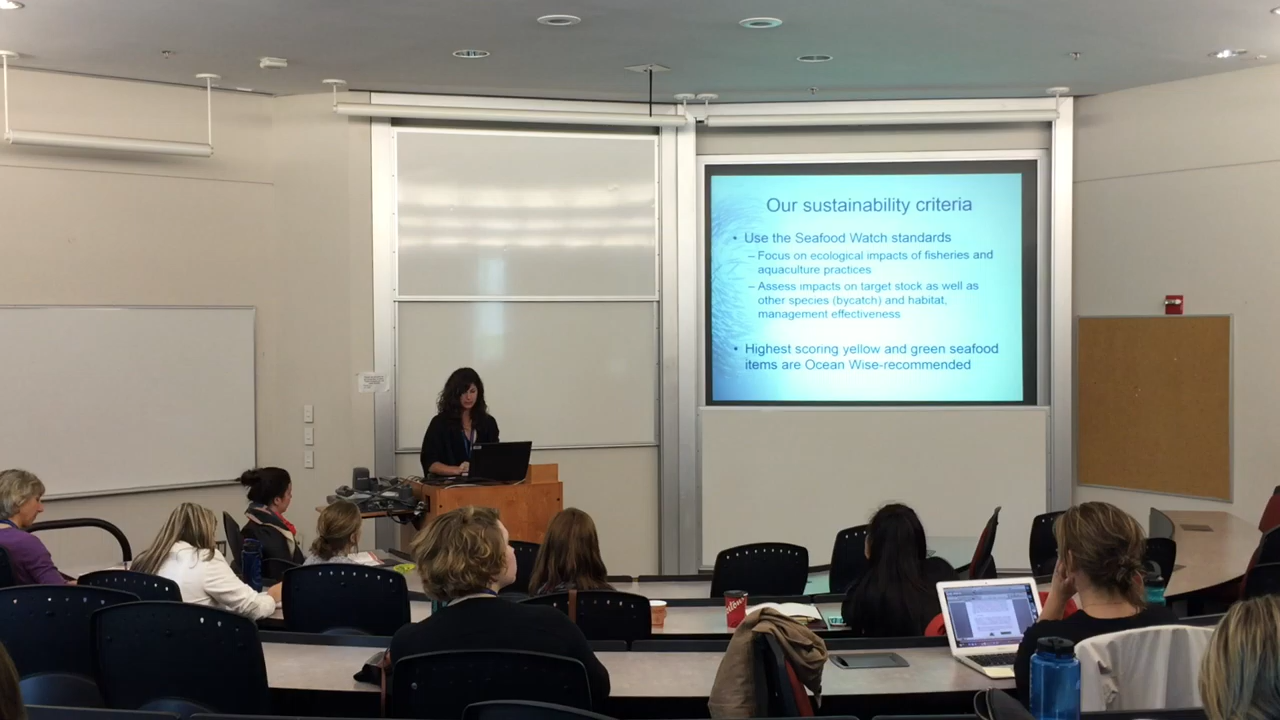 Our sustainability criteria
• Use the Seafood Watch standards
– Focus on ecological impacts of fisheries and
aquaculture practices
– Assess impacts on target stock as well as
other species (bycatch) and habitat,
management effectiveness
• Highest scoring yellow and green seafood
items are Ocean Wise-recommended